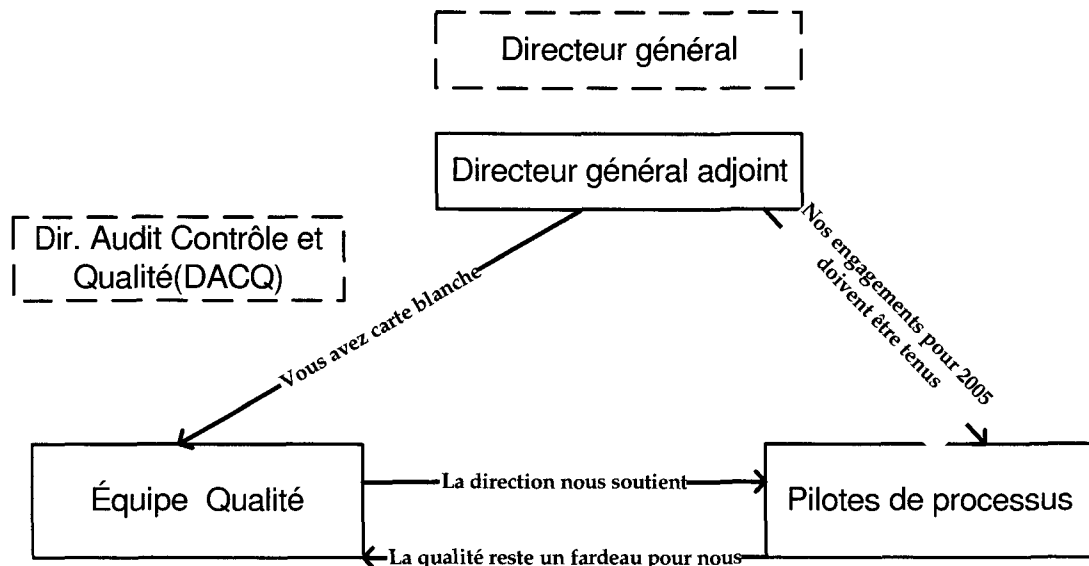 Directeur général
Directeur général adjoint
Dir. Audit Contrôle et
Qualité(DACQ)
Vous avez carte blanche
Nos engagements pour 2005
doivent être tenus
Équipe Qualité
La direction nous soutient
Pilotes de processus
La qualité reste un fardeau pour nous